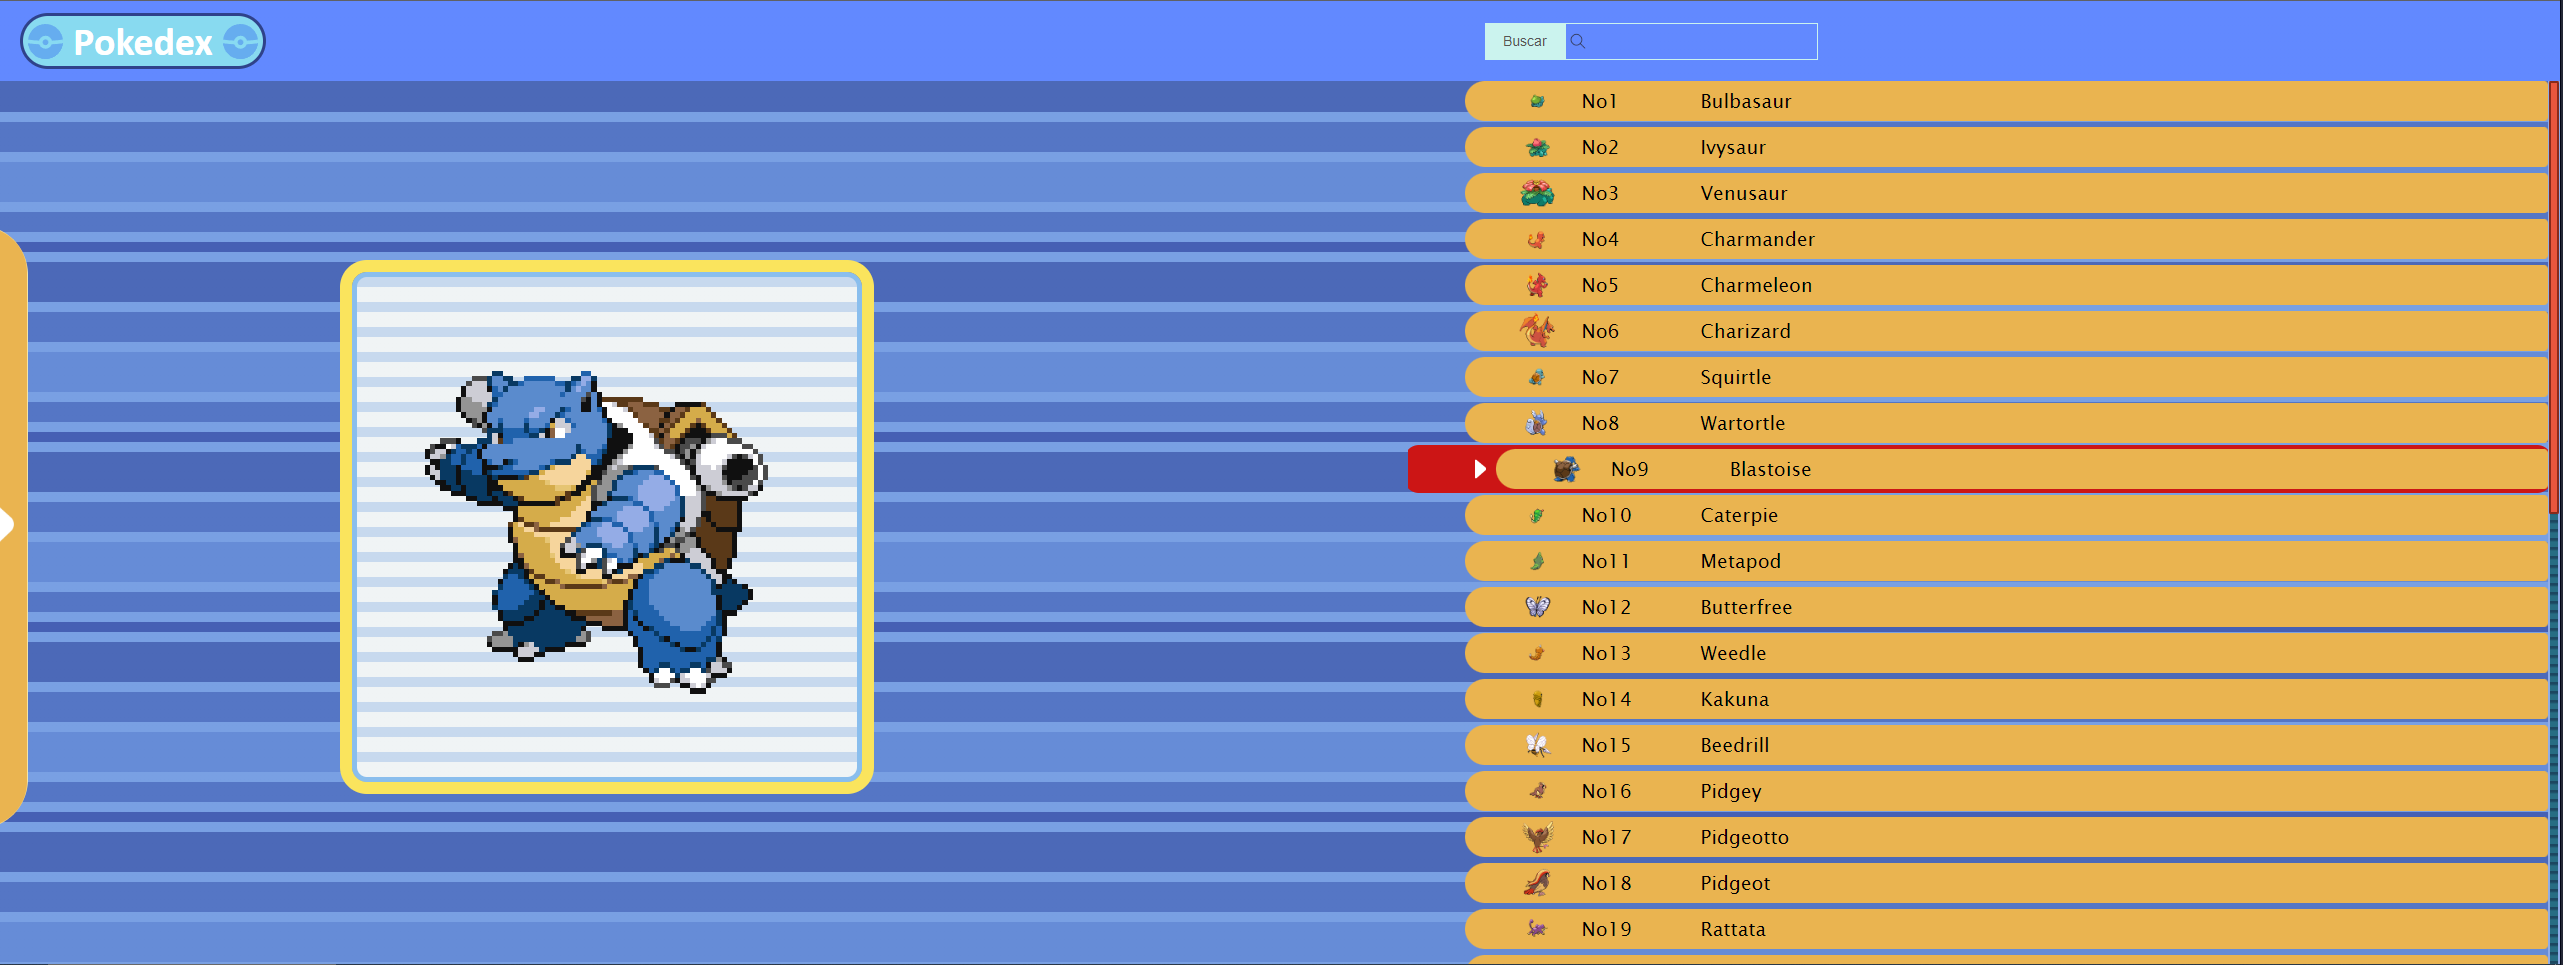 Pokedex
Buscar
No1 Bulbasaur
No2 Ivysaur
No3 Venusaur
No4 Charmander
No5 Charmeleon
No6 Charizard
No7 Squirtle
No8 Wartortle
No9 Blastoise
No10 Caterpie
No11 Metapod
No12 Butterfree
No13 Weedle
No14 Kakuna
No15 Beedrill
No16 Pidgey
No17 Pidgeotto
No18 Pidgeot
No19 Rattata